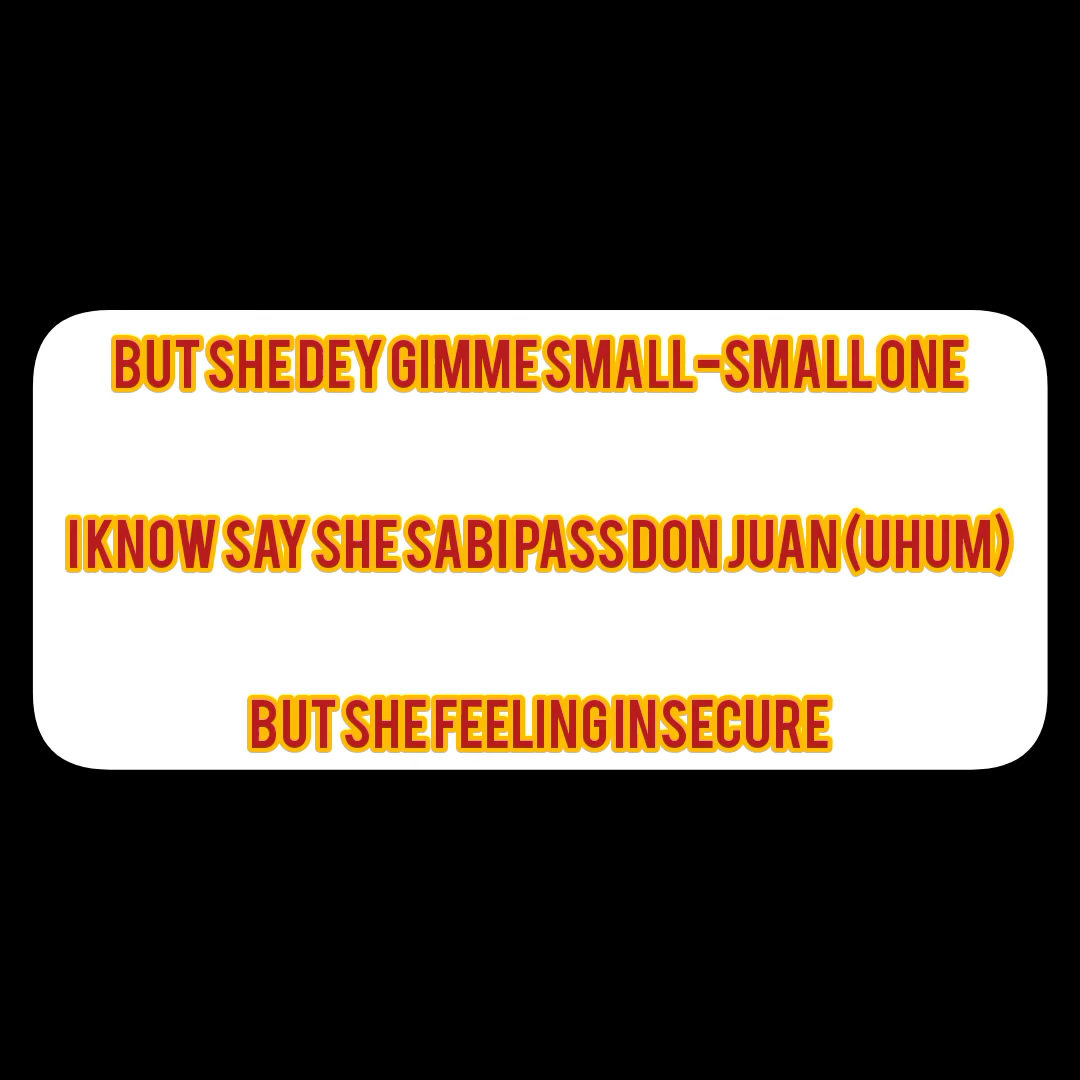 BUT SHE DEY GIMME SMALL-SMALL ONE
I KNOW SAY SHE SABI PASS DON JUAN (UHUM)
BUT SHE FEELING INSECURE